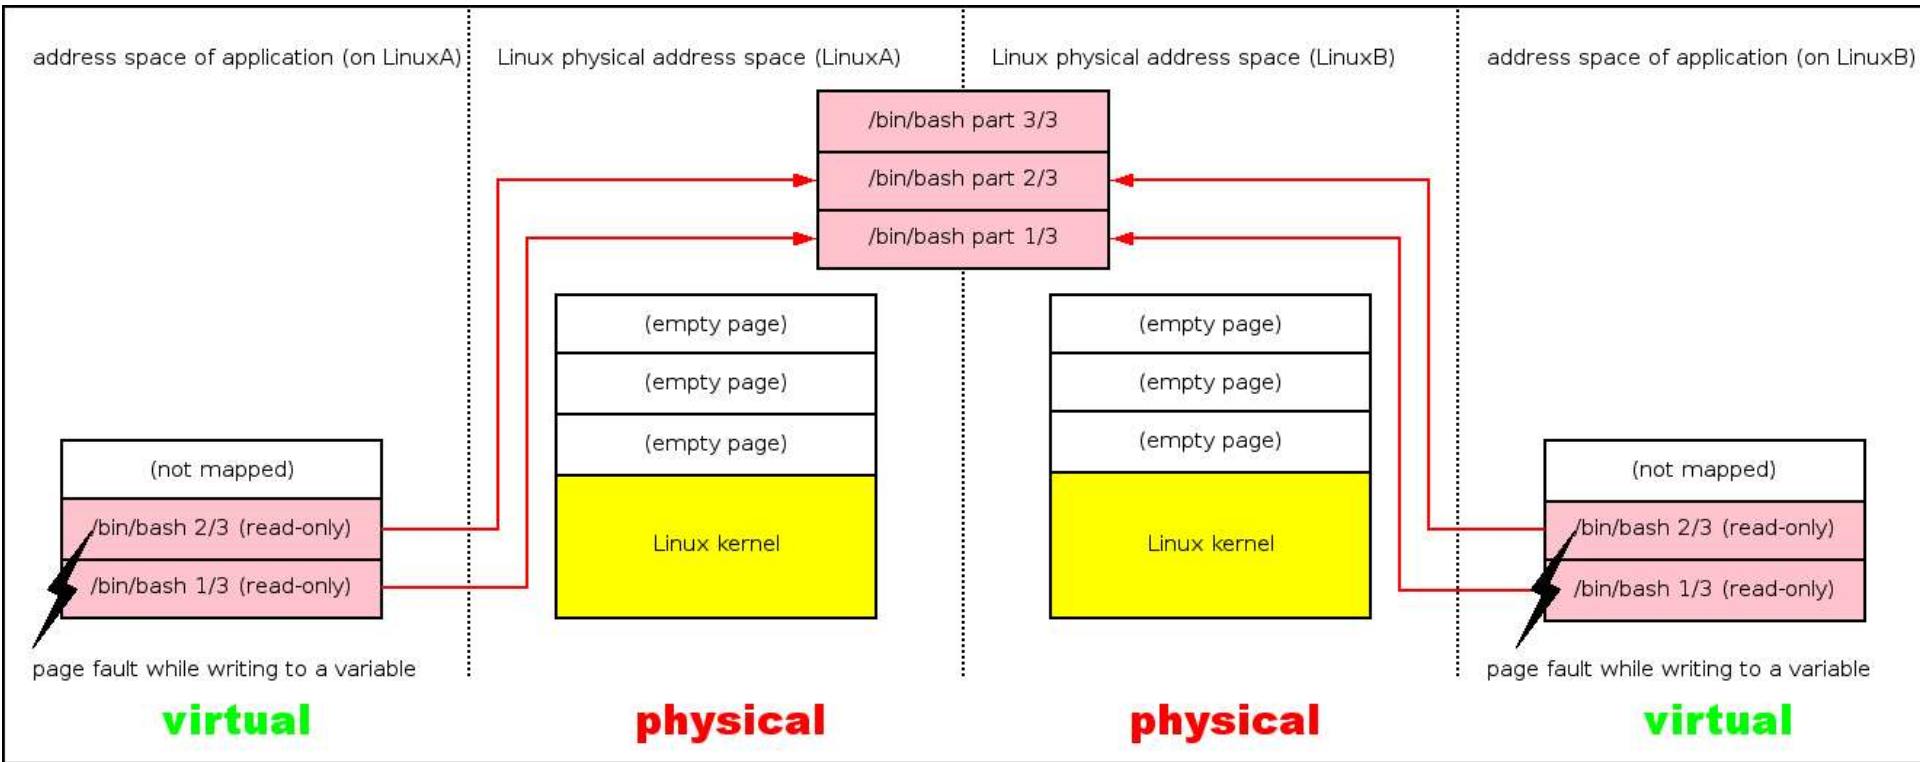 address space of application (on LinuxA)
Linux physical address space (LinuxA)
Linux physical address space (LinuxB)
address space of application (on LinuxB)
/bin/bash part 3/3
/bin/bash part 2/3
/bin/bash part 1/3
(empty page)
(empty page)
(empty page)
Linux kernel
(empty page)
(empty page)
(empty page)
Linux kernel
(not mapped)
/bin/bash 2/3 (read-only)
/bin/bash 1/3 (read-only)
page fault while writing to a variable
(not mapped)
/bin/bash 2/3 (read-only)
/bin/bash 1/3 (read-only)
page fault while writing to a variable
virtual
physical
physical
virtual